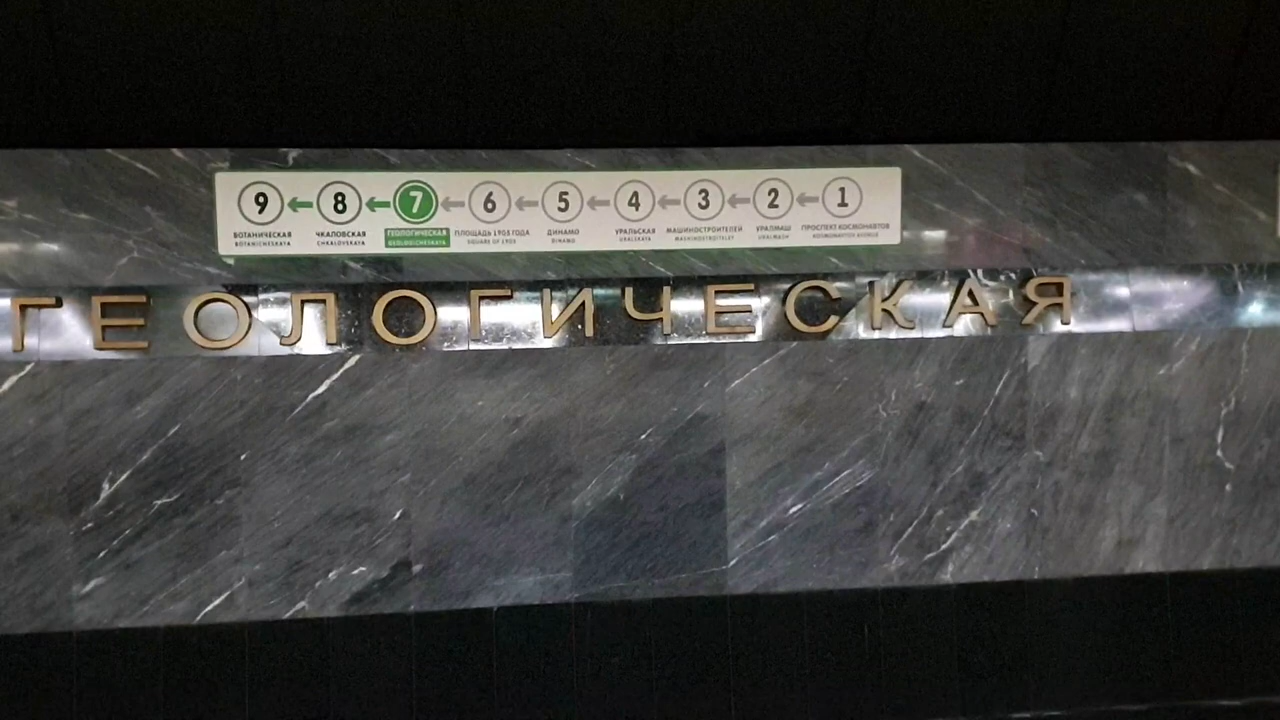 9 8 7 6 5 4 3 2 1
БОТАНИЧЕСКАЯ ЧКАЛОВСКАЯ ГЕОЛОГИЧЕСКАЯ ПЛОЩАДЬ 1905 ГОДА ДИНАМО УРАЛЬСКАЯ МАШИНОСТРОИТЕЛЕЙ УРАЛМАШ ПРОСПЕКТ КОСМОНАВТОВ
BOTANICHESKAYA CHKALOVSKAYA GEOLOGICHESKAYA SQUARE OF 1905 DINAMO URALSKAYA MASHINOSTROITELEY URALMASH KOSMONAVTOV AVENUE
ГЕОЛОГИЧЕСКАЯ